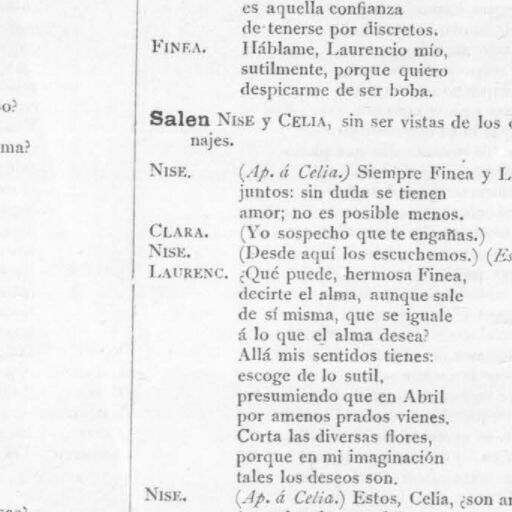 es aquella confianza
de tenerse por discretos.
FINEA. Háblame, Laurencio mío,
sutilmente, porque quiero
despicarme de ser boba.
Salen NISE y CELIA, sin ser vistas de los
najes.
NISE. (Ap. á Celia.) Siempre Finea y L
juntos: sin duda se tienen
amor; no es posible menos.
CLARA. (Yo sospecho que te engañas.)
NISE. (Desde aquí los escuchemos.) (Es
LAURENC. ¿Qué puede, hermosa Finea,
decirte el alma, aunque sale
de sí misma, que se iguale
á lo que el alma desea?
Allá mis sentidos tienes:
escoge de lo sutil,
presumiendo que en Abril
por amenos prados vienes.
Corta las diversas flores,
porque en mi imaginación
tales los deseos son.
NISE. (Ap. á Celia.) Estos, Celia, ¿son
o?
ma?